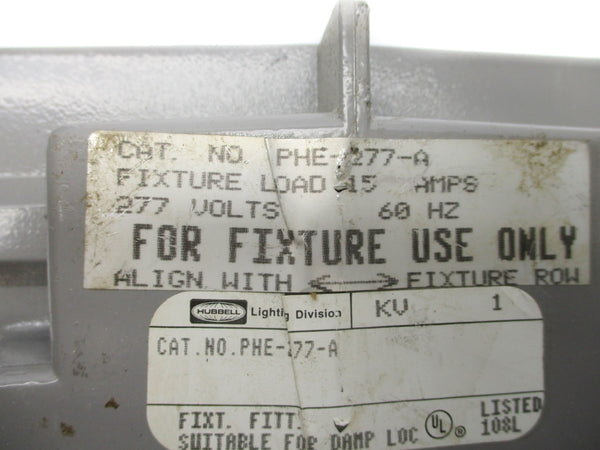 CAT. NO. PHE-277-A
FIXTURE LOAD 15 AMPS
277 VOLTS 60 HZ
FOR FIXTURE USE ONLY
ALIGN WITH <--> FIXTURE ROW
HUBBELL Lighting Division KV 1
CAT.NO.PHE-277-A
FIXT. FITT.
SUITABLE FOR DAMP LOC UL ® LISTED 108L